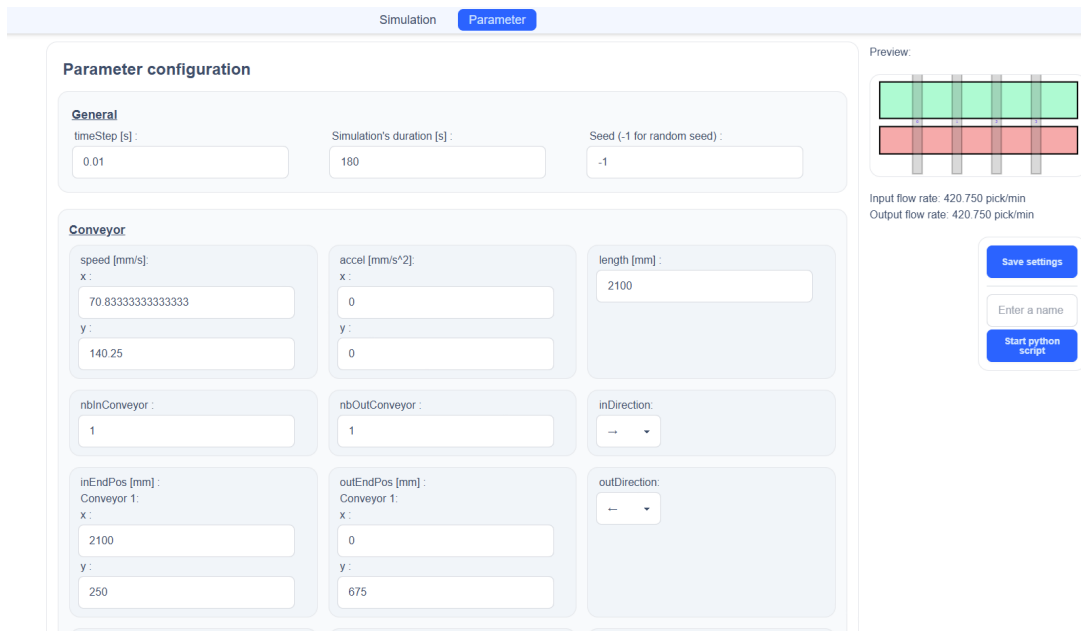 Simulation
Parameter
Parameter configuration
General
timeStep [s] :
Simulation's duration [s] :
Seed (-1 for random seed) :
0.01
180
-1
Conveyor
speed [mm/s]:
x :
70.83333333333333
y :
140.25
accel [mm/s^2]:
x :
0
y :
0
length [mm] :
2100
nbInConveyor :
1
nbOutConveyor :
1
inDirection:
→
inEndPos [mm] :
Conveyor 1:
x :
2100
y :
250
outEndPos [mm] :
Conveyor 1:
x :
0
y :
675
outDirection:
←
Preview:
Input flow rate: 420.750 pick/min
Output flow rate: 420.750 pick/min
Save settings
Enter a name
Start python
script